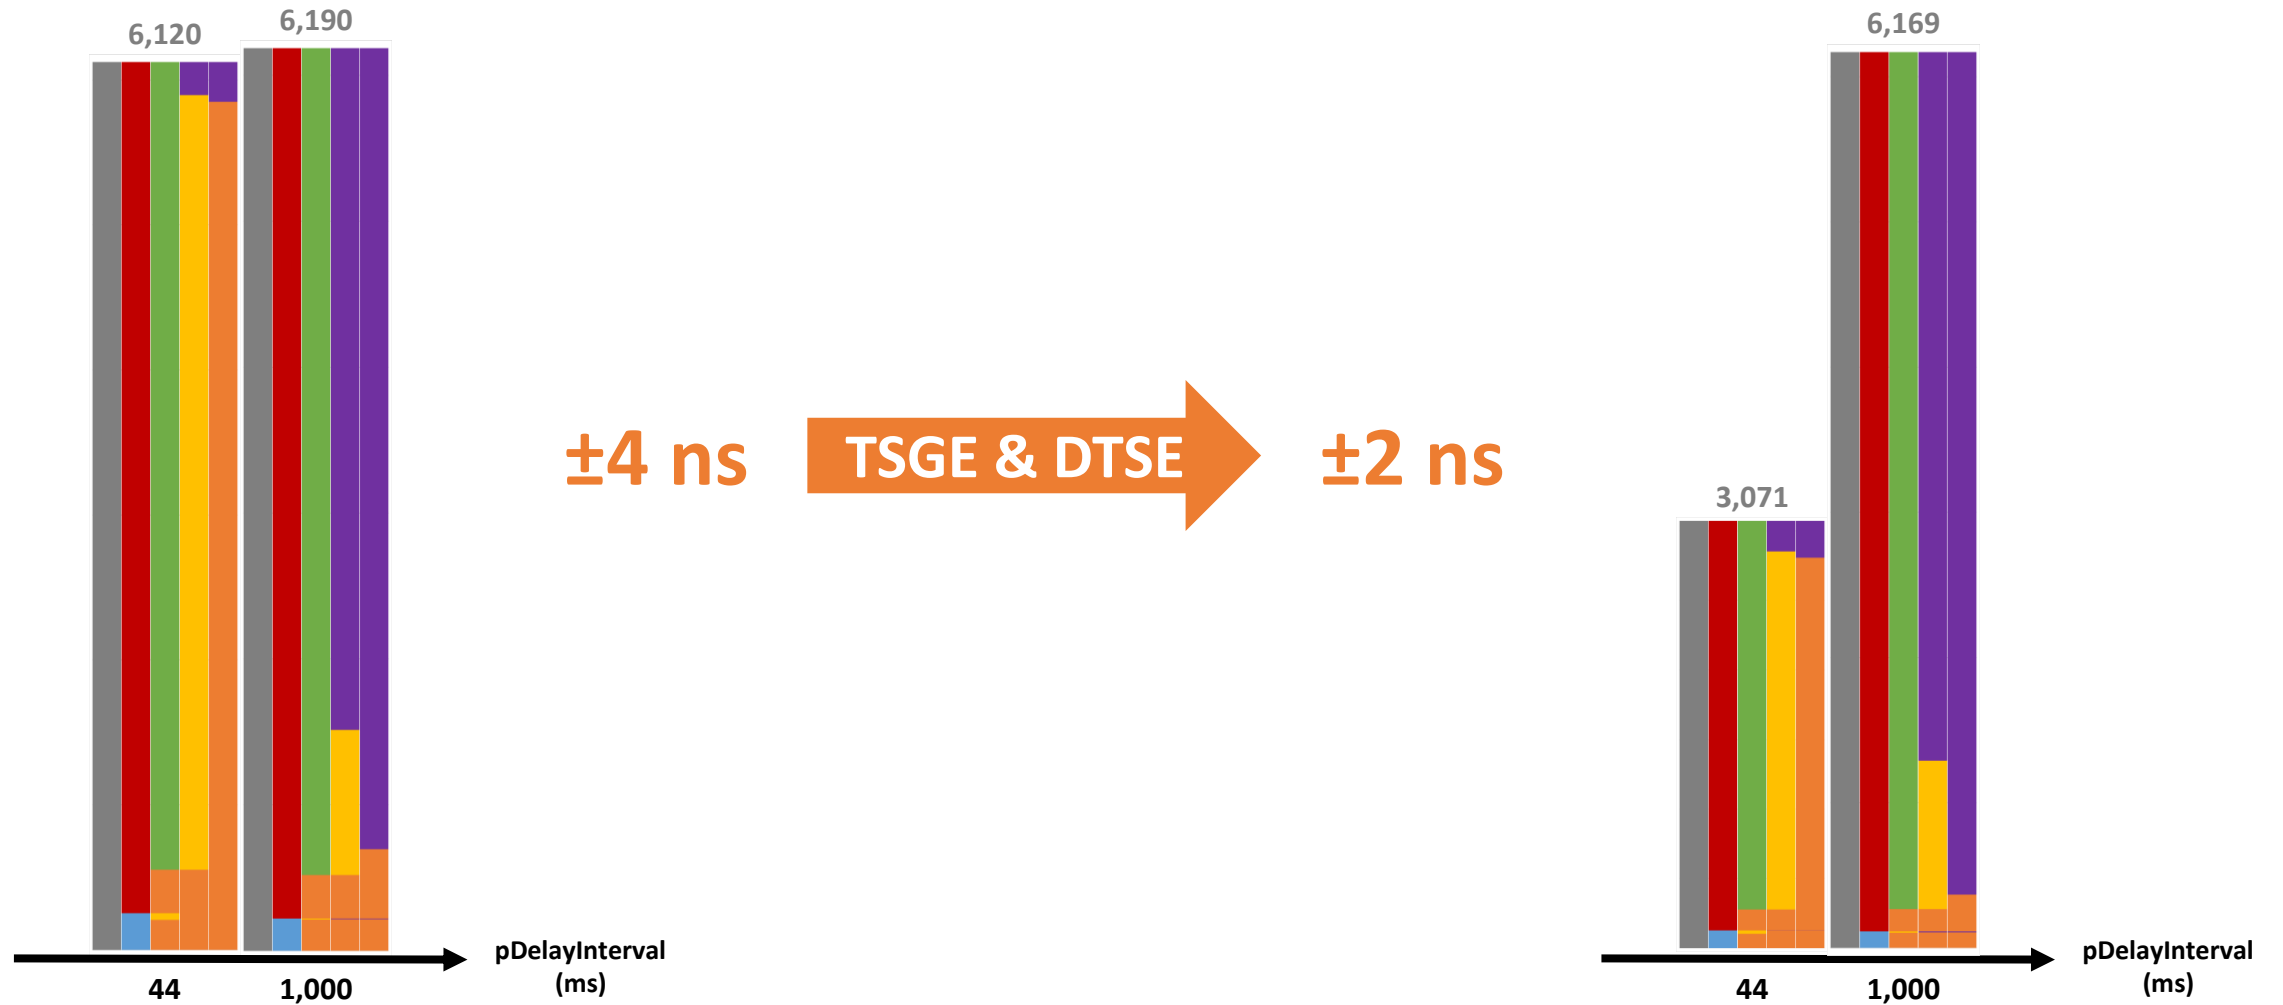 6,120
6,190
44
1,000
pDelayInterval
(ms)
±4 ns
TSGE & DTSE
±2 ns
3,071
6,169
44
1,000
pDelayInterval
(ms)